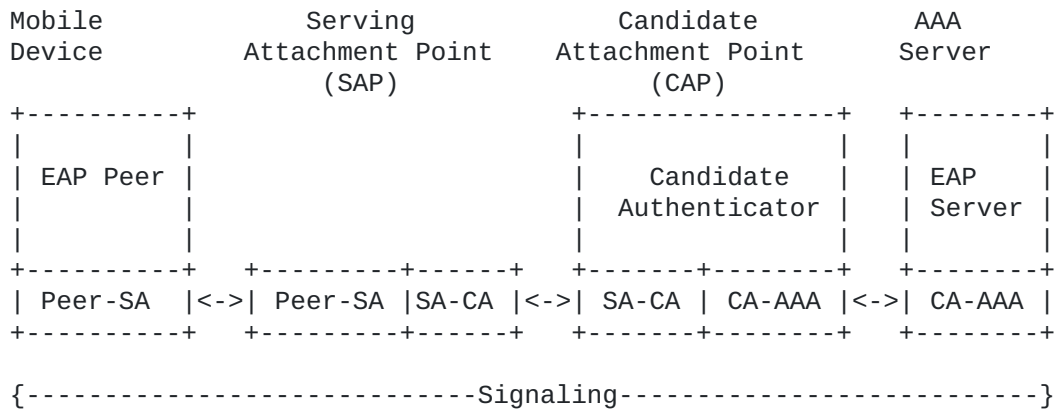 Mobile Serving Candidate AAA
Device Attachment Point Attachment Point Server
(SAP) (CAP)
+----------+ +----------------+ +--------+
| | | | | |
| EAP Peer | | Candidate | | EAP |
| | | Authenticator | | Server |
| | | | | |
+----------+ +---------+------+ +-------+--------+ +--------+
| Peer-SA |<->| Peer-SA |SA-CA |<->| SA-CA | CA-AAA |<->| CA-AAA |
+----------+ +---------+------+ +-------+--------+ +--------+
{-----------------------------Signaling---------------------------}